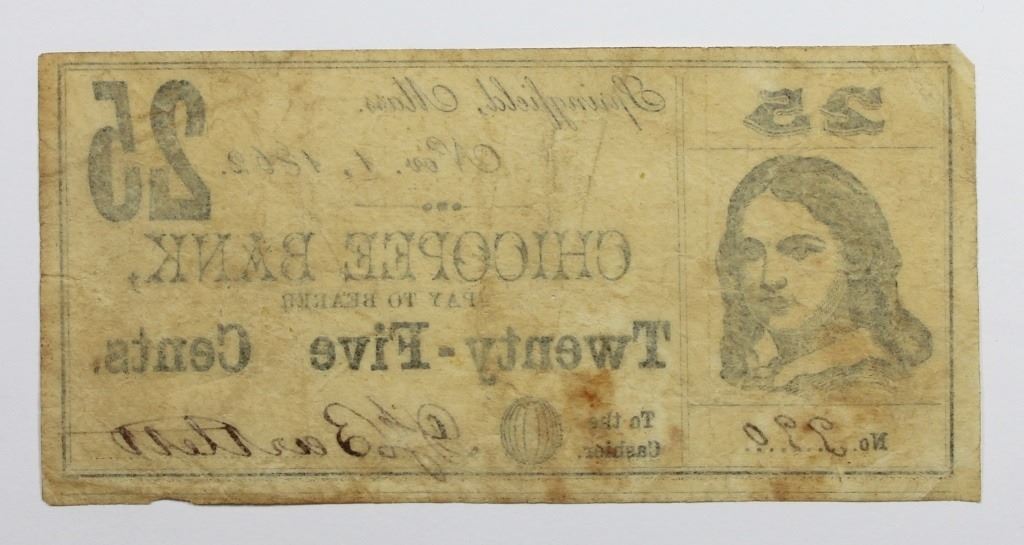 25
Springfield, Mass.
25
Nov. 1, 1862.
CHICOPEE BANK,
PAY TO BEARER
Twenty-Five Cents.
To the
Cashier.
No.
Bartlett